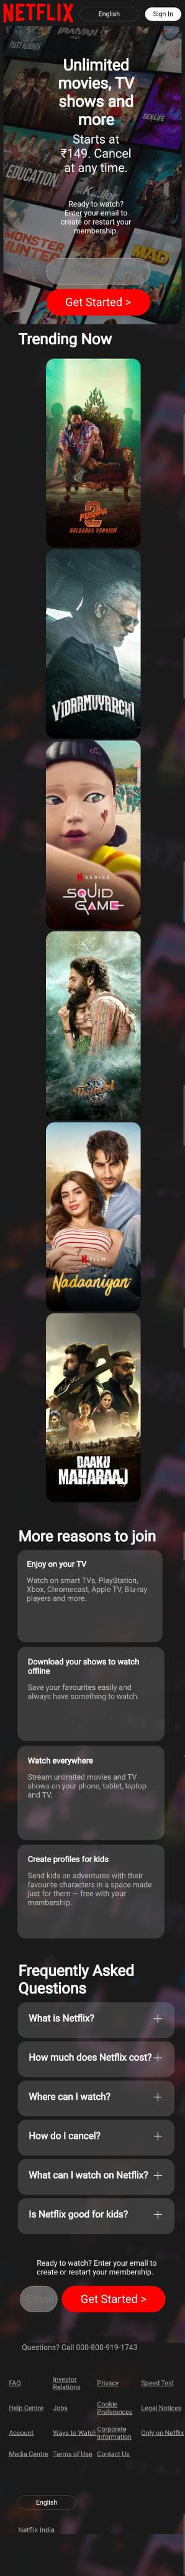 NETFLIX
English
Sign In
Unlimited
movies, TV
shows and
more
Starts at
₹149. Cancel
at any time.
Ready to watch?
Enter your email to
create or restart your
membership.
Get Started >
Trending Now
PUSHPA
2
RELOADED VERSION
VIDAAMUYARCHI
N SERIES
SQUID
GAME
Thandel
N FILM
Nadaaniyan
DAAKU
MAHARAAJ
More reasons to join
Enjoy on your TV
Watch on smart TVs, PlayStation,
Xbox, Chromecast, Apple TV, Blu-ray
players and more.
Download your shows to watch
offline
Save your favourites easily and
always have something to watch.
Watch everywhere
Stream unlimited movies and TV
shows on your phone, tablet, laptop
and TV.
Create profiles for kids
Send kids on adventures with their
favourite characters in a space made
just for them — free with your
membership.
Frequently Asked
Questions
What is Netflix?
How much does Netflix cost?
Where can I watch?
How do I cancel?
What can I watch on Netflix?
Is Netflix good for kids?
Ready to watch? Enter your email to
create or restart your membership.
Email
Get Started >
Questions? Call 000-800-919-1743
FAQ
Investor
Relations
Privacy
Speed Test
Help Centre
Jobs
Cookie
Preferences
Legal Notices
Account
Ways to Watch
Corporate
Information
Only on Netflix
Media Centre
Terms of Use
Contact Us
English
Netflix India